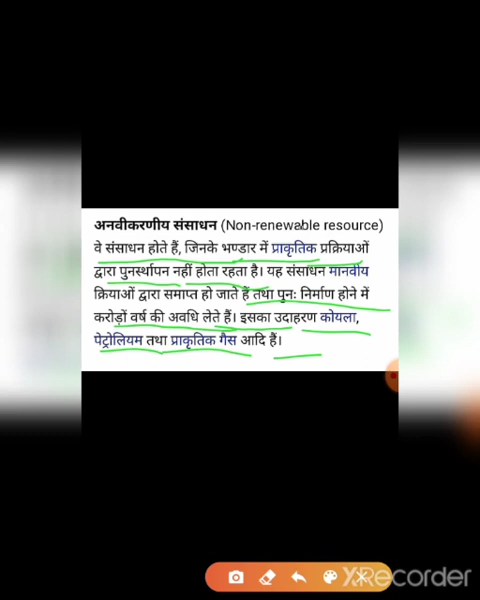 अनवीकरणीय संसाधन (Non-renewable resource)
वे संसाधन होते हैं, जिनके भण्डार में प्राकृतिक प्रक्रियाओं
द्वारा पुनर्स्थापन नहीं होता रहता है। यह संसाधन मानवीय
क्रियाओं द्वारा समाप्त हो जाते हैं तथा पुनः निर्माण होने में
करोड़ों वर्ष की अवधि लेते हैं। इसका उदाहरण कोयला,
पेट्रोलियम तथा प्राकृतिक गैस आदि हैं।
XRecorder